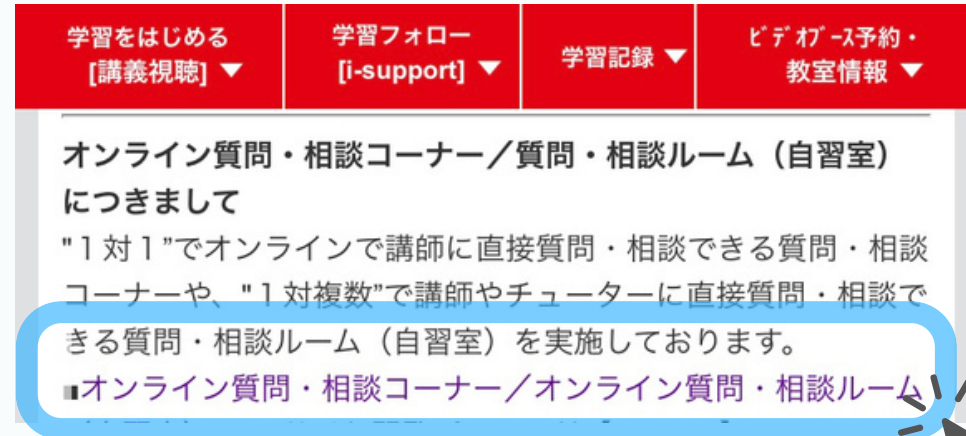 学習をはじめる
[講義視聴] ▼
学習フォロー
[i-support] ▼
学習記録 ▼
ﾋﾞﾃﾞｵﾌﾞｰｽ予約・
教室情報 ▼
オンライン質問・相談コーナー／質問・相談ルーム（自習室）
につきまして
"１対１”でオンラインで講師に直接質問・相談できる質問・相談
コーナーや、"１対複数”で講師やチューターに直接質問・相談で
きる質問・相談ルーム（自習室）を実施しております。
■オンライン質問・相談コーナー／オンライン質問・相談ルーム